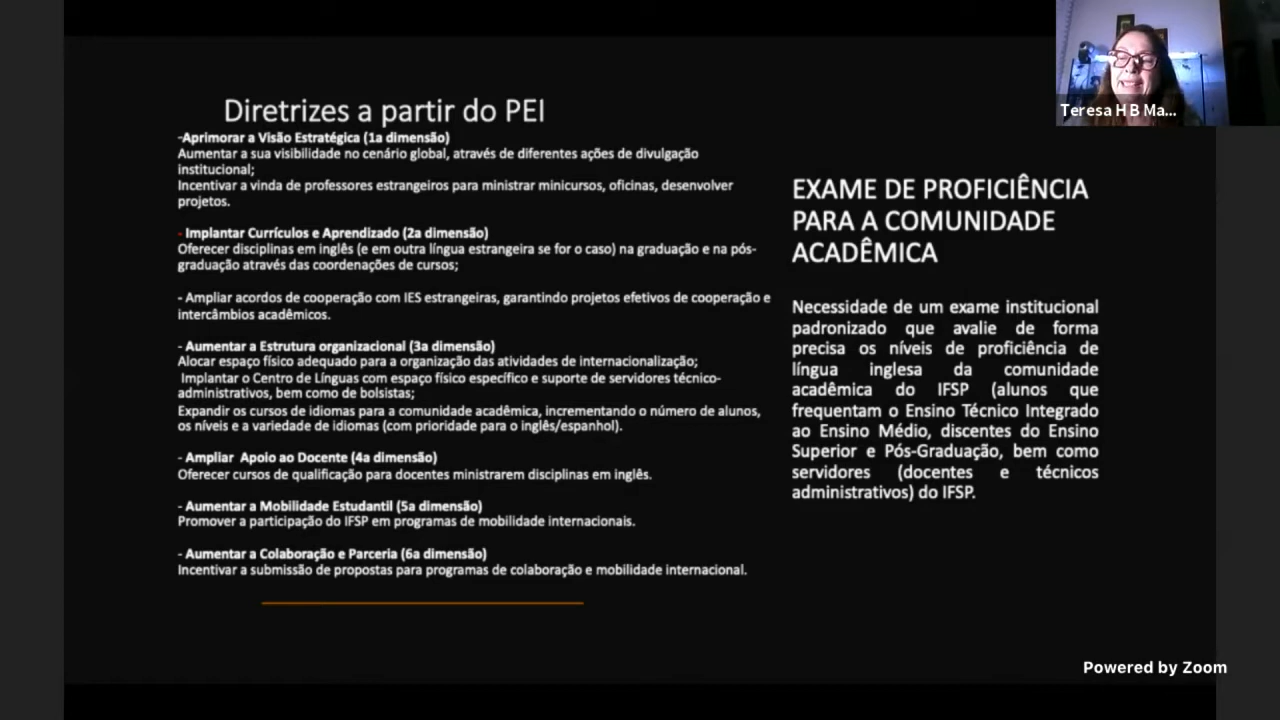 Diretrizes a partir do PEI
-Aprimorar a Visão Estratégica (1a dimensão)
Aumentar a sua visibilidade no cenário global, através de diferentes ações de divulgação
institucional;
Incentivar a vinda de professores estrangeiros para ministrar minicursos, oficinas, desenvolver
projetos.
- Implantar Currículos e Aprendizado (2a dimensão)
Oferecer disciplinas em inglês (e em outra língua estrangeira se for o caso) na graduação e na pós-
graduação através das coordenações de cursos;
- Ampliar acordos de cooperação com IES estrangeiras, garantindo projetos efetivos de cooperação e
intercâmbios acadêmicos.
- Aumentar a Estrutura organizacional (3a dimensão)
Alocar espaço físico adequado para a organização das atividades de internacionalização;
Implantar o Centro de Línguas com espaço físico específico e suporte de servidores técnico-
administrativos, bem como de bolsistas;
Expandir os cursos de idiomas para a comunidade acadêmica, incrementando o número de alunos,
os níveis e a variedade de idiomas (com prioridade para o inglês/espanhol).
- Ampliar Apoio ao Docente (4a dimensão)
Oferecer cursos de qualificação para docentes ministrarem disciplinas em inglês.
- Aumentar a Mobilidade Estudantil (5a dimensão)
Promover a participação do IFSP em programas de mobilidade internacionais.
- Aumentar a Colaboração e Parceria (6a dimensão)
Incentivar a submissão de propostas para programas de colaboração e mobilidade internacional.
EXAME DE PROFICIÊNCIA
PARA A COMUNIDADE
ACADÊMICA
Necessidade de um exame institucional
padronizado que avalie de forma
precisa os níveis de proficiência de
língua inglesa da comunidade
acadêmica do IFSP (alunos que
frequentam o Ensino Técnico Integrado
ao Ensino Médio, discentes do Ensino
Superior e Pós-Graduação, bem como
servidores (docentes e técnicos
administrativos) do IFSP.
Teresa H B Ma...
Powered by Zoom